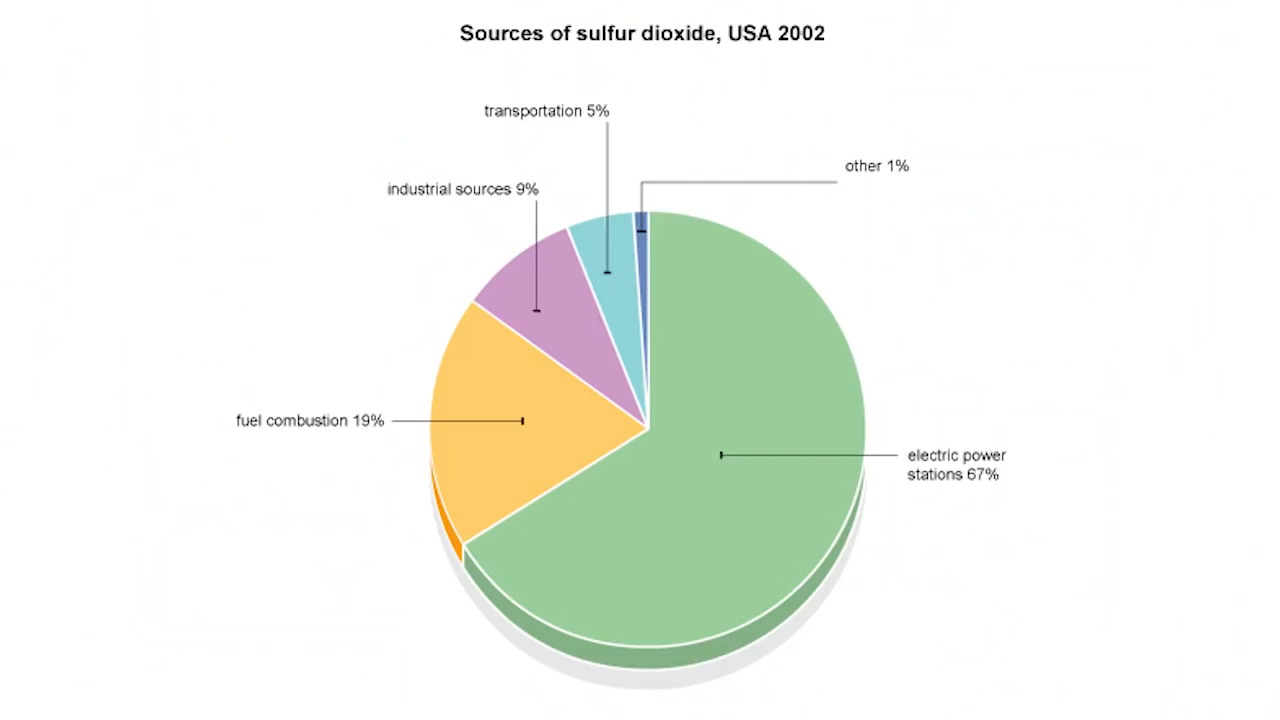 Sources of sulfur dioxide, USA 2002
transportation 5%
other 1%
industrial sources 9%
fuel combustion 19%
electric power
stations 67%